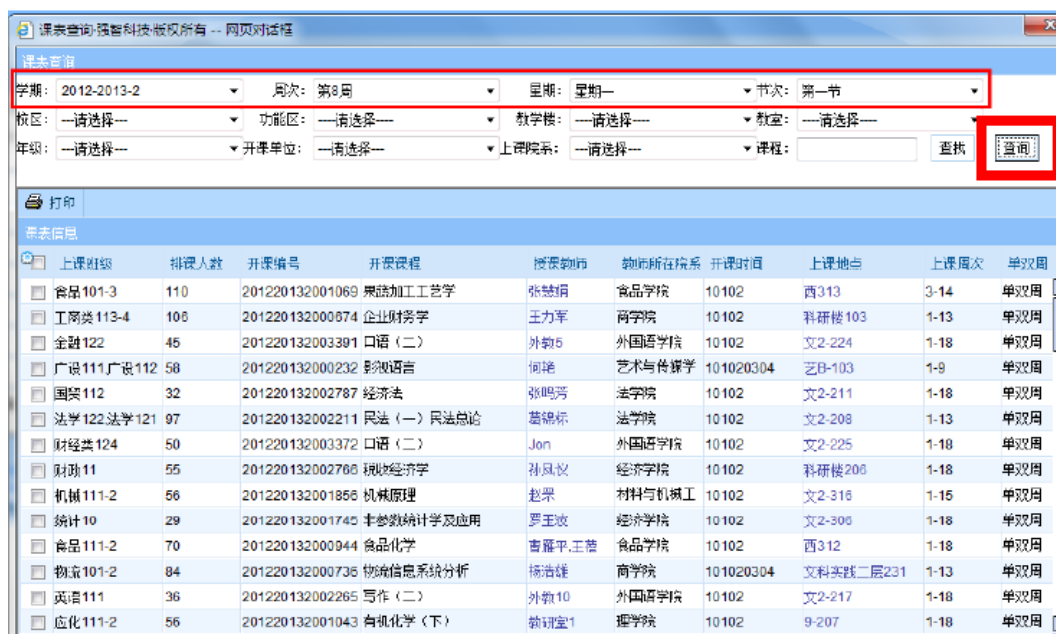 课表查询·强智科技·版权所有 -- 网页对话框
课表查询
学期: 2012-2013-2 周次: 第8周 星期: 星期一 节次: 第一节
校区: ---请选择--- 功能区: ----请选择---- 教学楼: ----请选择---- 教室: ----请选择----
年级: ---请选择--- 开课单位: ---请选择--- 上课院系: ---请选择--- 课程: 查找 查询
打印
课表信息
上课班级 排课人数 开课编号 开课课程 授课教师 教师所在院系 开课时间 上课地点 上课周次 单双周
食品101-3 110 201220132001069 果蔬加工工艺学 张慧娟 食品学院 10102 西313 3-14 单双周
工商类113-4 106 201220132000674 企业财务学 王力军 商学院 10102 科研楼103 1-13 单双周
金融122 45 201220132003391 口语（二） 外教5 外国语学院 10102 文2-224 1-18 单双周
广设111,广设112 58 201220132000232 影视语言 何艳 艺术与传媒学 101020304 艺B-103 1-9 单双周
国贸112 32 201220132002787 经济法 张鸣芳 法学院 10102 文2-211 1-18 单双周
法学122,法学121 97 201220132002211 民法（一）民法总论 葛锦标 法学院 10102 文2-208 1-13 单双周
财经类124 50 201220132003372 口语（二） Jon 外国语学院 10102 文2-225 1-18 单双周
财政11 55 201220132002766 税收经济学 孙凤仪 经济学院 10102 科研楼206 1-18 单双周
机械111-2 56 201220132001856 机械原理 赵杲 材料与机械工 10102 文2-316 1-15 单双周
统计10 29 201220132001745 非参数统计学及应用 罗玉波 经济学院 10102 文2-306 1-18 单双周
食品111-2 70 201220132000944 食品化学 曹雁平,王蓓 食品学院 10102 西312 1-18 单双周
物流101-2 84 201220132000736 物流信息系统分析 杨浩雄 商学院 101020304 文科实践二层231 1-13 单双周
英语111 36 201220132002265 写作（二） 外教10 外国语学院 10102 文2-217 1-18 单双周
应化111-2 56 201220132001043 有机化学（下） 教研室1 理学院 10102 9-207 1-18 单双周